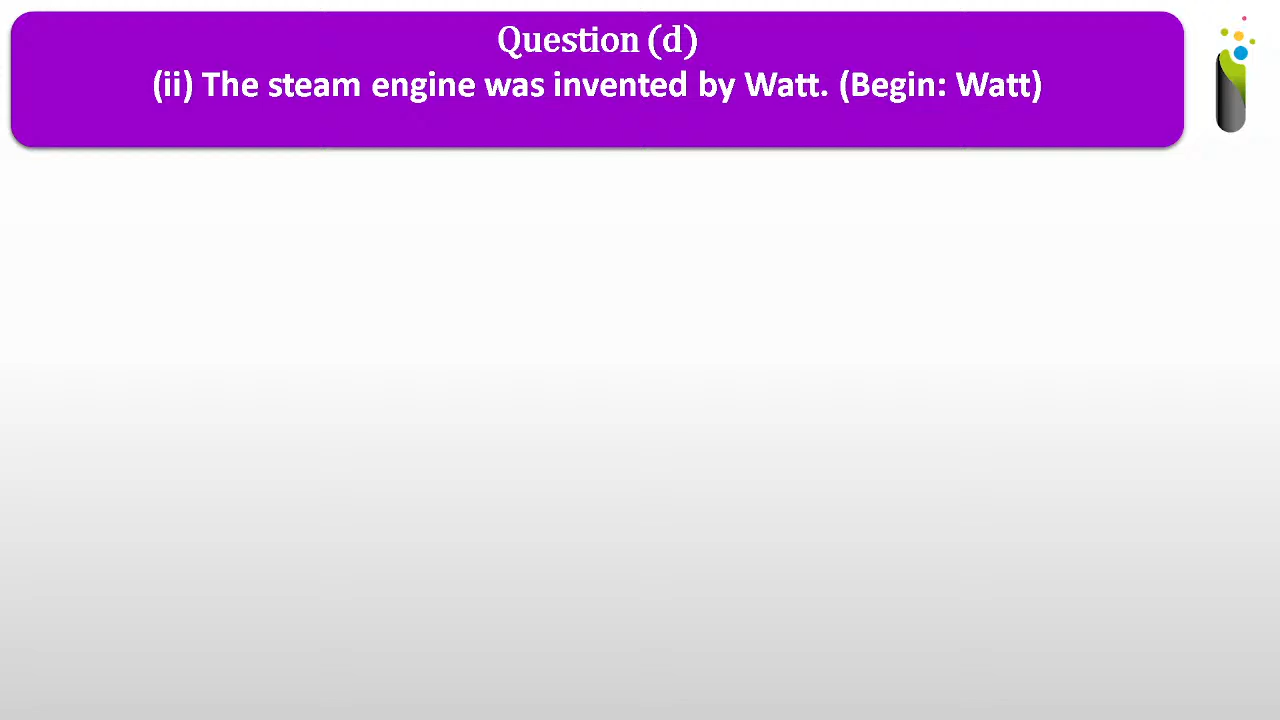 Question (d)
(ii) The steam engine was invented by Watt. (Begin: Watt)